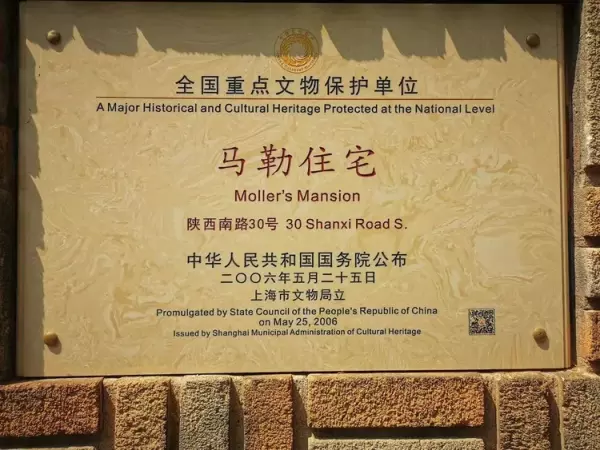 全国重点文物保护单位
A Major Historical and Cultural Heritage Protected at the National Level
马勒住宅
Moller's Mansion
陕西南路30号 30 Shanxi Road S.
中华人民共和国国务院公布
二〇〇六年五月二十五日
上海市文物局立
Promulgated by State Council of the People's Republic of China
on May 25, 2006
Issued by Shanghai Municipal Administration of Cultural Heritage